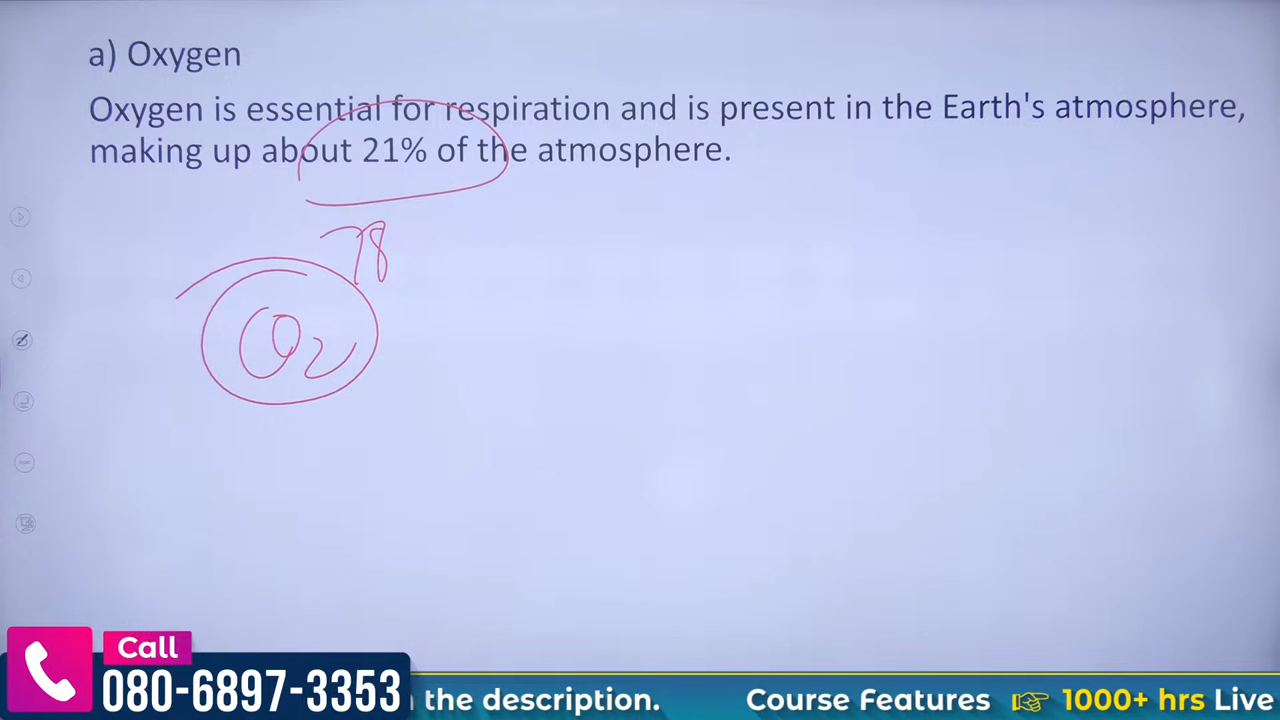 a) Oxygen
Oxygen is essential for respiration and is present in the Earth's atmosphere,
making up about 21% of the atmosphere.
78
CO2
Call
080-6897-3353
the description.
Course Features 1000+ hrs Live